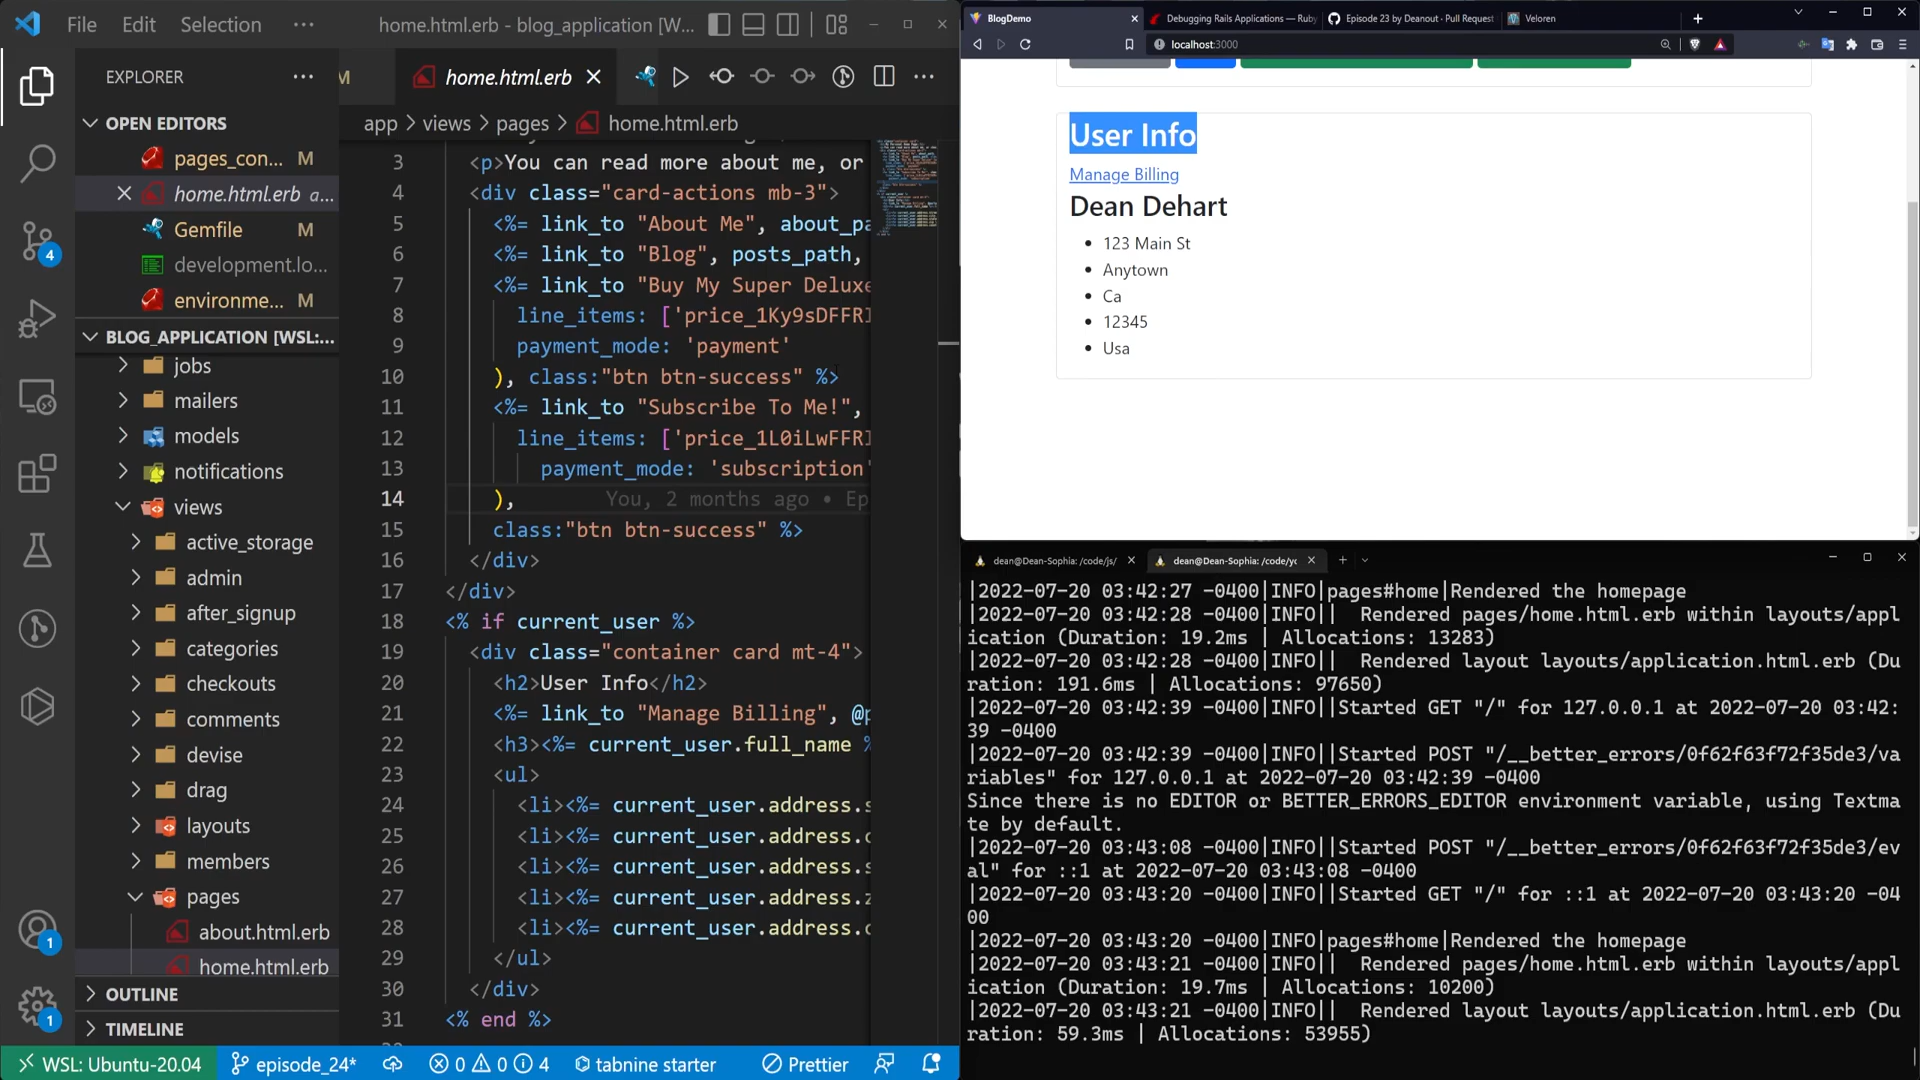 File Edit Selection ··· home.html.erb - blog_application [W...
EXPLORER ···
OPEN EDITORS
pages_con... M
home.html.erb a...
Gemfile M
development.lo...
environme... M
BLOG_APPLICATION [WSL:...
jobs
mailers
models
notifications
views
active_storage
admin
after_signup
categories
checkouts
comments
devise
drag
layouts
members
pages
about.html.erb
home.html.erb
OUTLINE
TIMELINE
4
1
1
M home.html.erb
app > views > pages > home.html.erb
3 <p>You can read more about me, or
4 <div class="card-actions mb-3">
5 <%= link_to "About Me", about_pa
6 <%= link_to "Blog", posts_path,
7 <%= link_to "Buy My Super Deluxe
8 line_items: ['price_1Ky9sDFFRI
9 payment_mode: 'payment'
10 ), class:"btn btn-success" %>
11 <%= link_to "Subscribe To Me!",
12 line_items: ['price_1L0iLwFFRI
13 payment_mode: 'subscription'
14 ), You, 2 months ago • Ep
15 class:"btn btn-success" %>
16 </div>
17 </div>
18 <% if current_user %>
19 <div class="container card mt-4">
20 <h2>User Info</h2>
21 <%= link_to "Manage Billing", @p
22 <h3><%= current_user.full_name %
23 <ul>
24 <li><%= current_user.address.s
25 <li><%= current_user.address.c
26 <li><%= current_user.address.s
27 <li><%= current_user.address.z
28 <li><%= current_user.address.c
29 </ul>
30 </div>
31 <% end %>
WSL: Ubuntu-20.04 episode_24* 0 0 4 tabnine starter Prettier
BlogDemo Debugging Rails Applications — Ruby Episode 23 by Deanout · Pull Request Veloren
localhost:3000
User Info
Manage Billing
Dean Dehart
• 123 Main St
• Anytown
• Ca
• 12345
• Usa
dean@Dean-Sophia: /code/js/ dean@Dean-Sophia: /code/yc
|2022-07-20 03:42:27 -0400|INFO|pages#home|Rendered the homepage
|2022-07-20 03:42:28 -0400|INFO|| Rendered pages/home.html.erb within layouts/appl
ication (Duration: 19.2ms | Allocations: 13283)
|2022-07-20 03:42:28 -0400|INFO|| Rendered layout layouts/application.html.erb (Du
ration: 191.6ms | Allocations: 97650)
|2022-07-20 03:42:39 -0400|INFO||Started GET "/" for 127.0.0.1 at 2022-07-20 03:42:
39 -0400
|2022-07-20 03:42:39 -0400|INFO||Started POST "/__better_errors/0f62f63f72f35de3/va
riables" for 127.0.0.1 at 2022-07-20 03:42:39 -0400
Since there is no EDITOR or BETTER_ERRORS_EDITOR environment variable, using Textma
te by default.
|2022-07-20 03:43:08 -0400|INFO||Started POST "/__better_errors/0f62f63f72f35de3/ev
al" for ::1 at 2022-07-20 03:43:08 -0400
|2022-07-20 03:43:20 -0400|INFO||Started GET "/" for ::1 at 2022-07-20 03:43:20 -04
00
|2022-07-20 03:43:20 -0400|INFO|pages#home|Rendered the homepage
|2022-07-20 03:43:21 -0400|INFO|| Rendered pages/home.html.erb within layouts/appl
ication (Duration: 19.7ms | Allocations: 10200)
|2022-07-20 03:43:21 -0400|INFO|| Rendered layout layouts/application.html.erb (Du
ration: 59.3ms | Allocations: 53955)